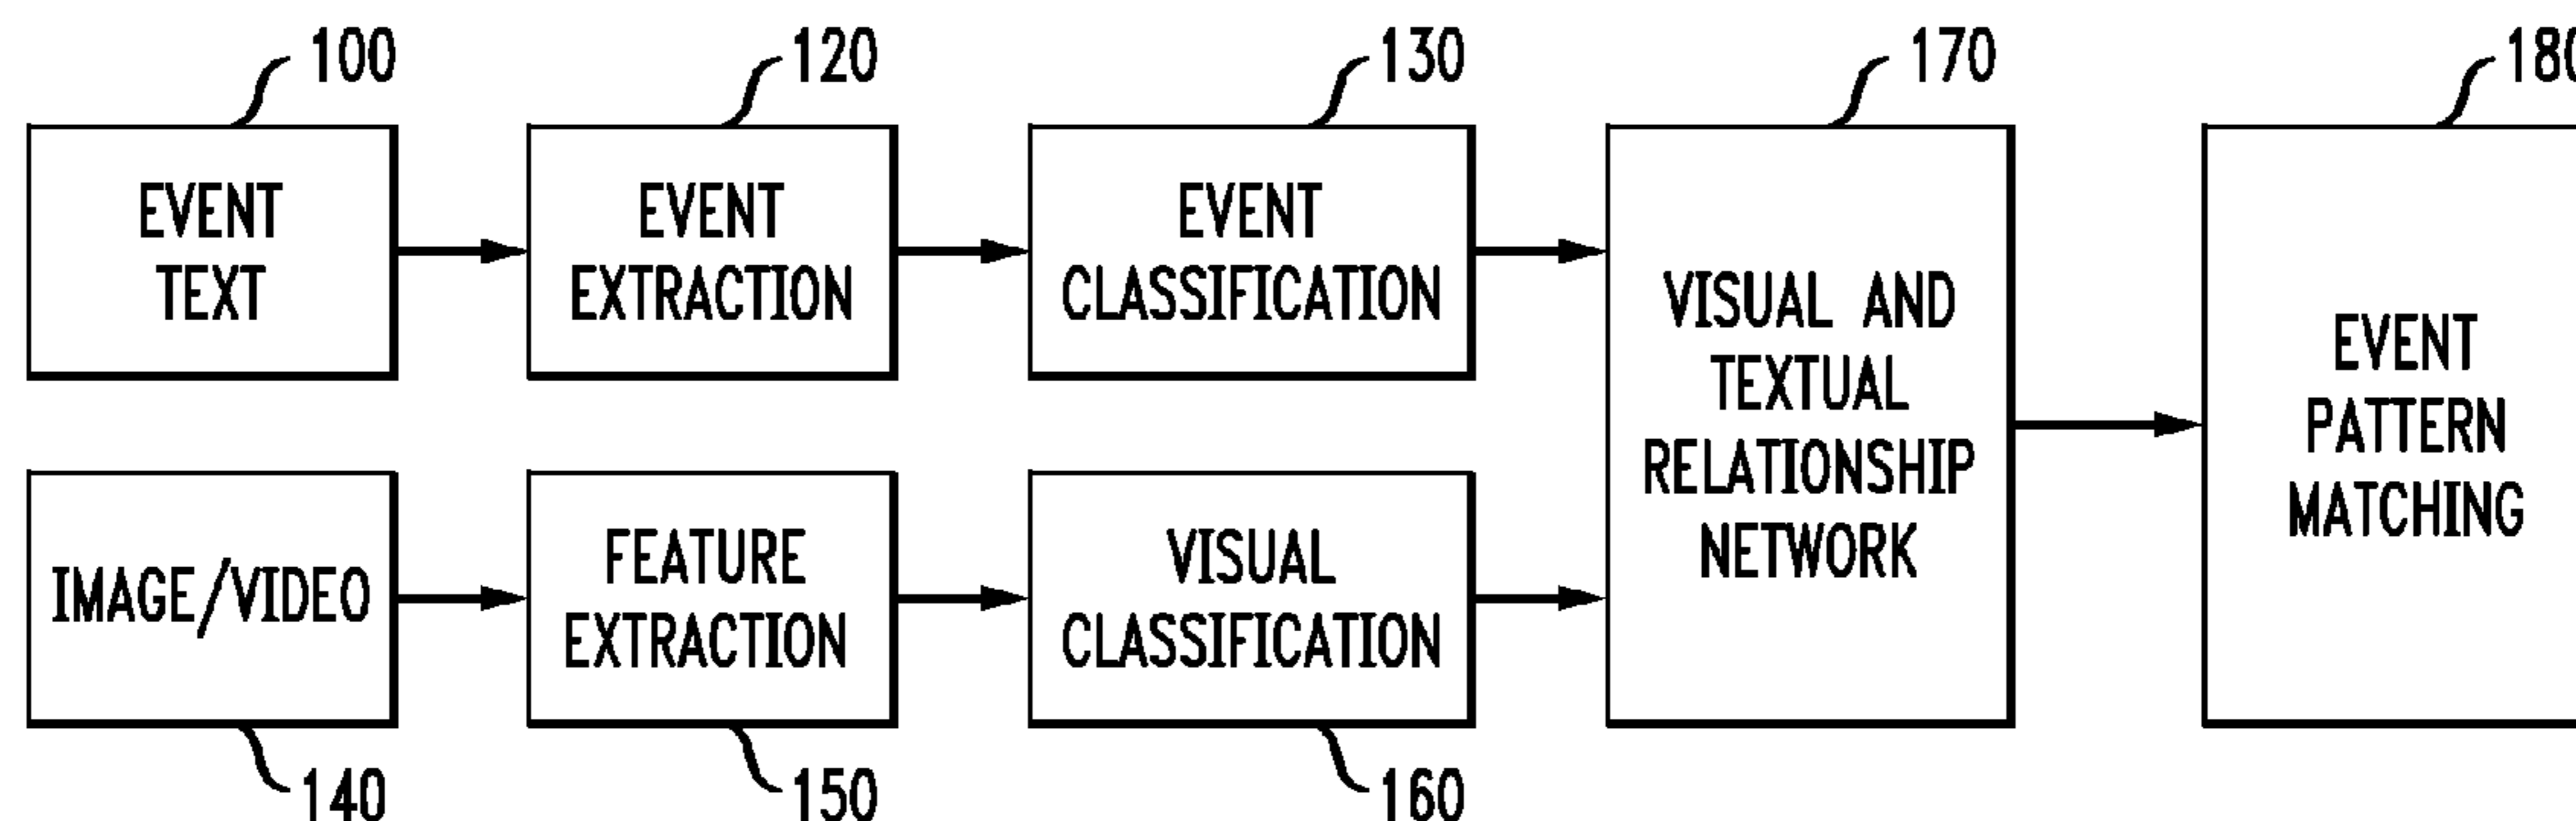 100
120
130
170
180
EVENT
TEXT
EVENT
EXTRACTION
EVENT
CLASSIFICATION
VISUAL AND
TEXTUAL
RELATIONSHIP
NETWORK
EVENT
PATTERN
MATCHING
IMAGE/VIDEO
FEATURE
EXTRACTION
VISUAL
CLASSIFICATION
140
150
160